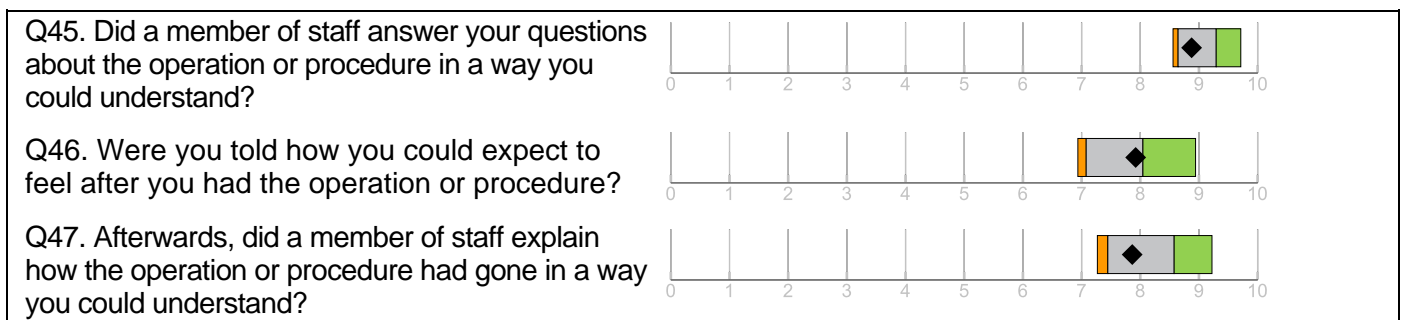 Q45. Did a member of staff answer your questions
about the operation or procedure in a way you
could understand?
0 1 2 3 4 5 6 7 8 9 10
Q46. Were you told how you could expect to
feel after you had the operation or procedure?
0 1 2 3 4 5 6 7 8 9 10
Q47. Afterwards, did a member of staff explain
how the operation or procedure had gone in a way
you could understand?
0 1 2 3 4 5 6 7 8 9 10